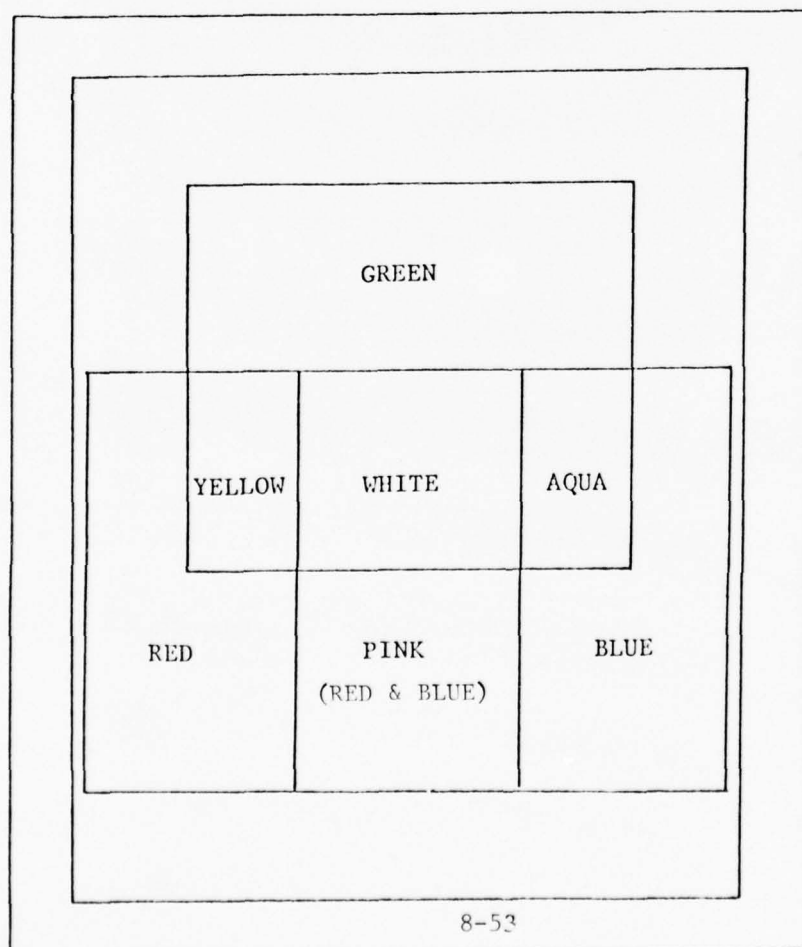 GREEN
YELLOW WHITE AQUA
RED PINK BLUE
(RED & BLUE)
8-53